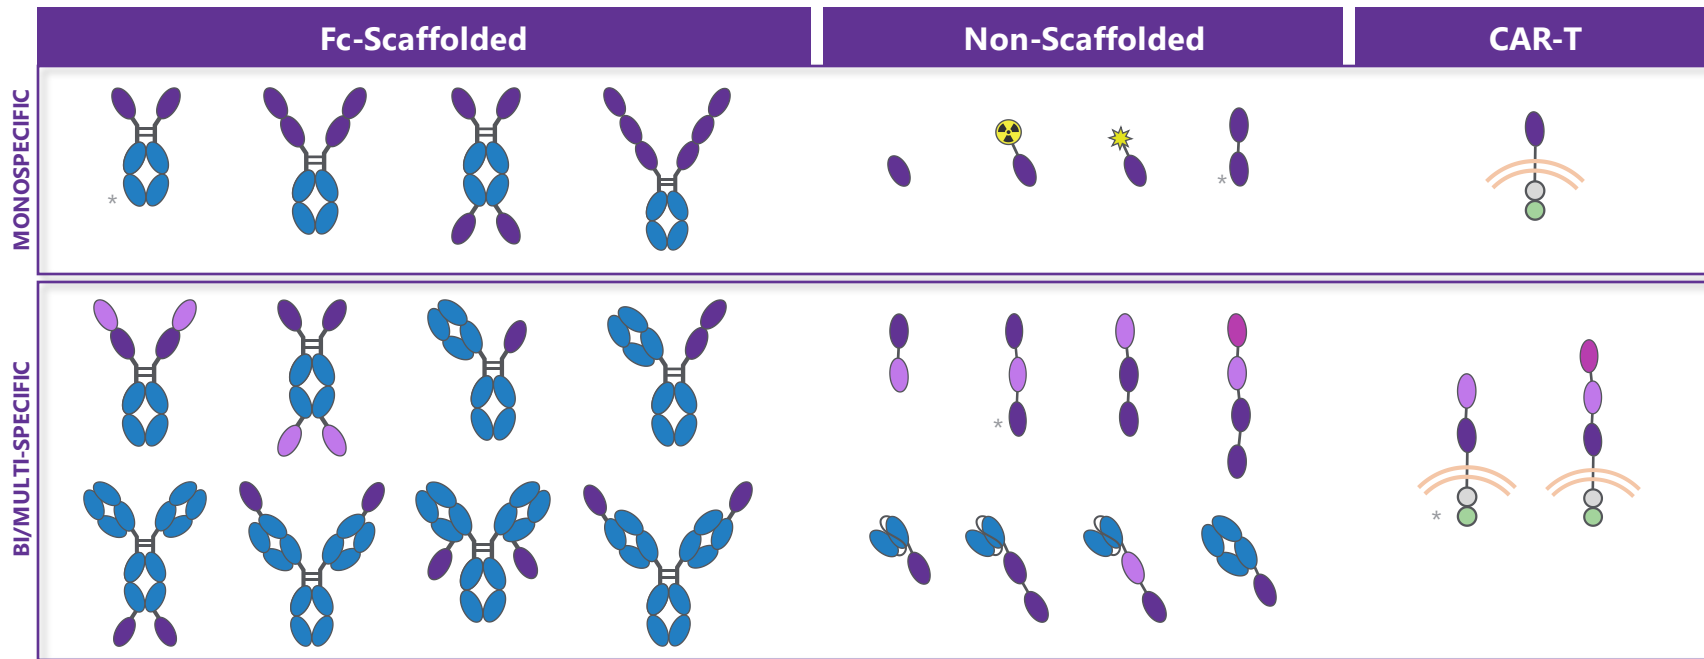 Fc-Scaffolded
Non-Scaffolded
CAR-T
MONOSPECIFIC
*
*
BI/MULTI-SPECIFIC
*
*